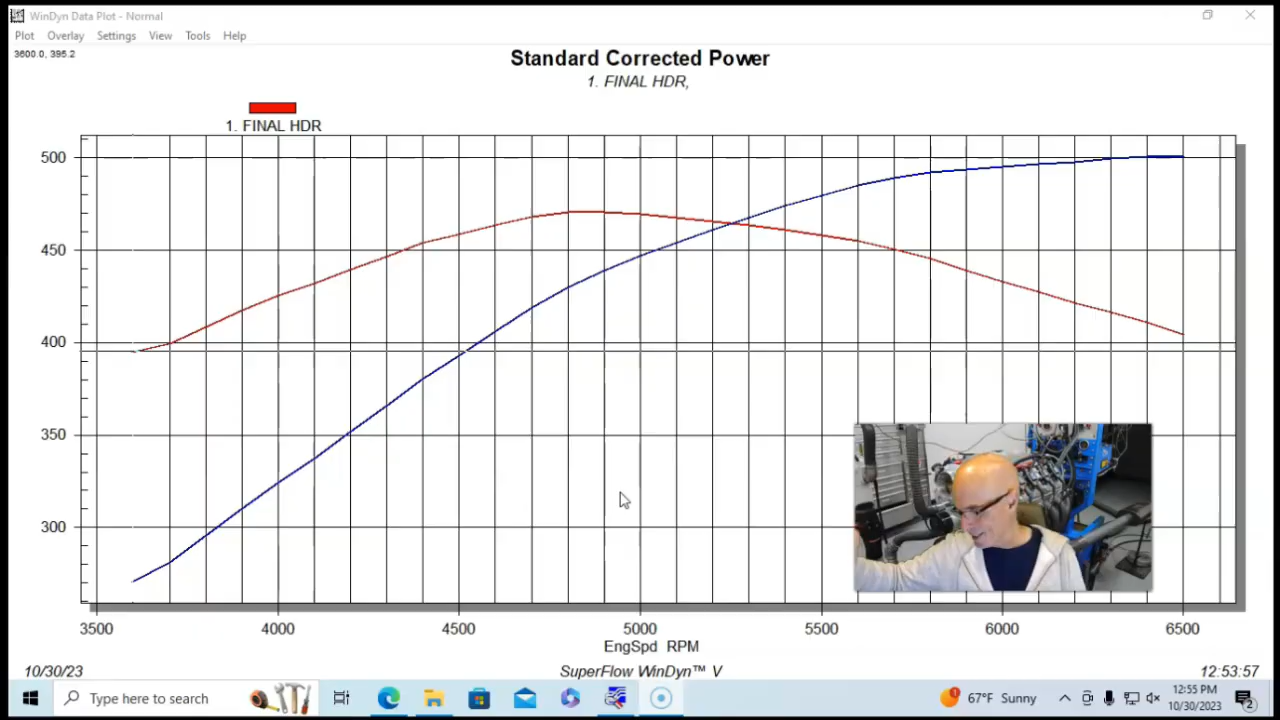 WinDyn Data Plot - Normal
Plot Overlay Settings View Tools Help
3600.0, 395.2
Standard Corrected Power
1. FINAL HDR,
1. FINAL HDR
500
450
400
350
300
3500 4000 4500 5000 5500 6000 6500
EngSpd RPM
10/30/23 SuperFlow WinDyn™ V 12:53:57
Type here to search
1 67°F Sunny
12:55 PM
10/30/2023
2